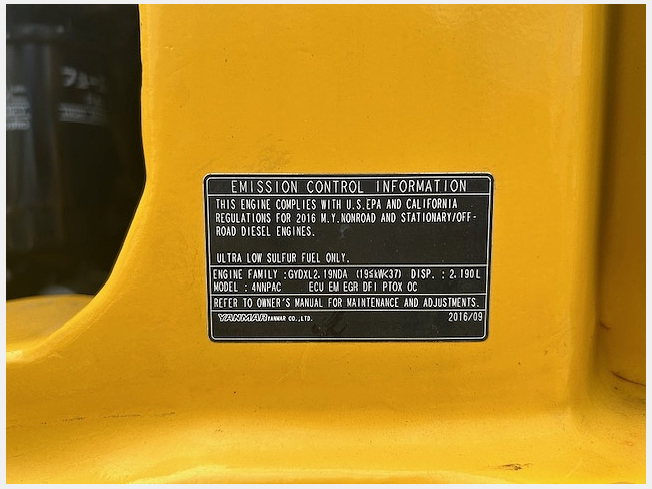 EMISSION CONTROL INFORMATION
THIS ENGINE COMPLIES WITH U.S.EPA AND CALIFORNIA
REGULATIONS FOR 2016 M.Y.NONROAD AND STATIONARY/OFF-
ROAD DIESEL ENGINES.
ULTRA LOW SULFUR FUEL ONLY.
ENGINE FAMILY :GYDXL2.19NDA (19≤kW<37) DISP. :2.190L
MODEL : 4NNPAC ECU EM EGR DFI PTOX OC
REFER TO OWNER'S MANUAL FOR MAINTENANCE AND ADJUSTMENTS.
YANMAR YANMAR CO.,LTD. 2016/09